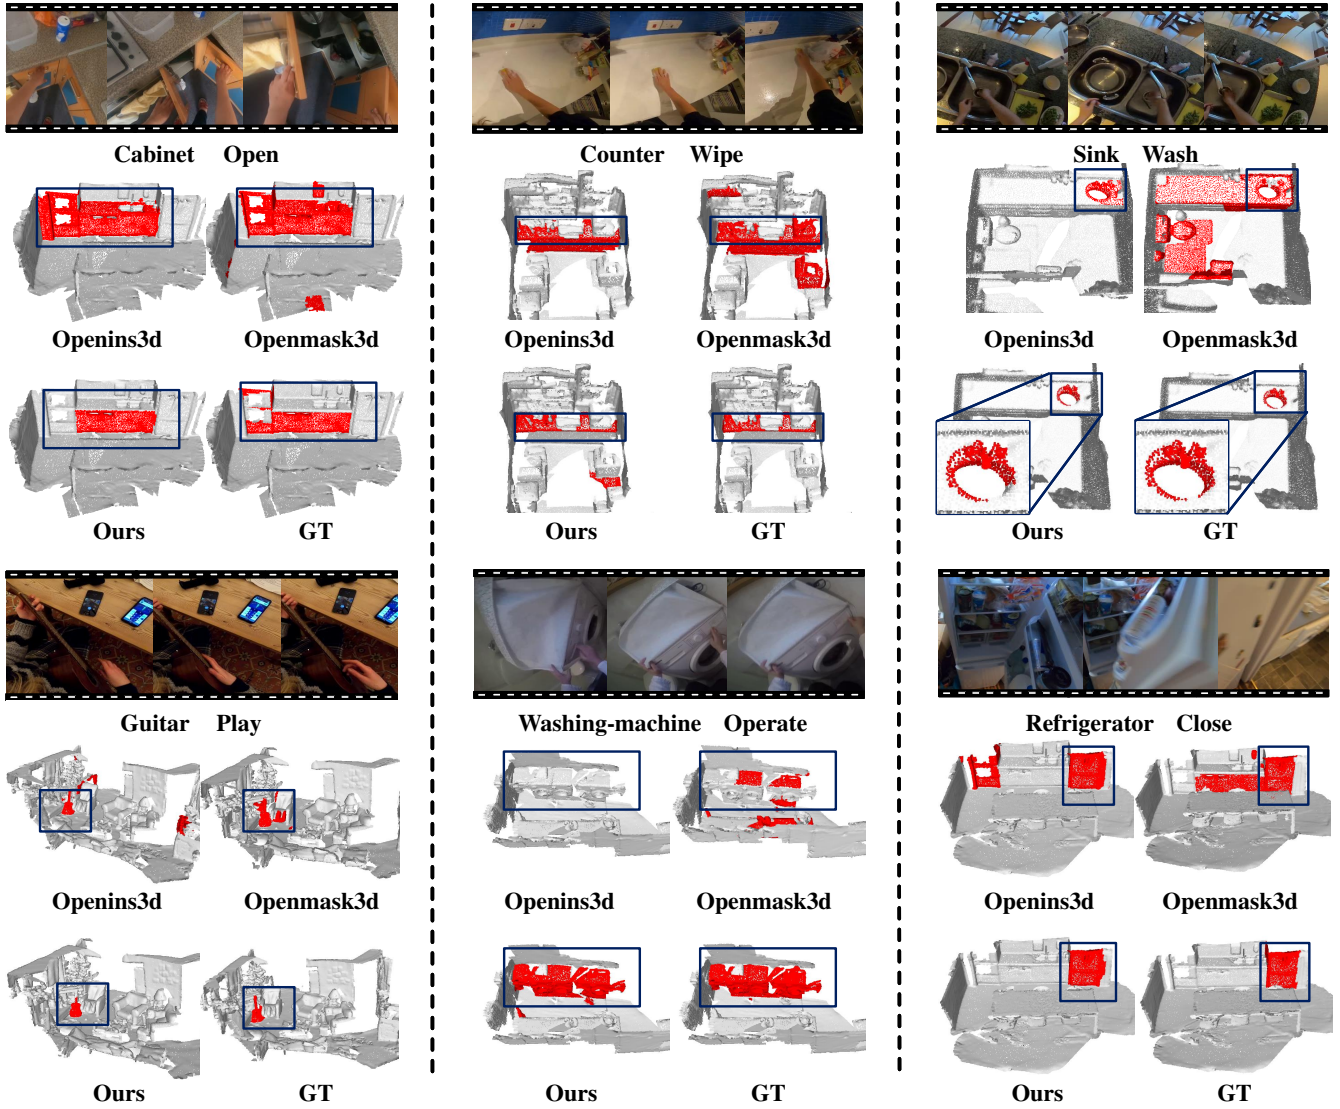 Cabinet Open
Openins3d Openmask3d
Ours GT
Counter Wipe
Openins3d Openmask3d
Ours GT
Sink Wash
Openins3d Openmask3d
Ours GT
Guitar Play
Openins3d Openmask3d
Ours GT
Washing-machine Operate
Openins3d Openmask3d
Ours GT
Refrigerator Close
Openins3d Openmask3d
Ours GT